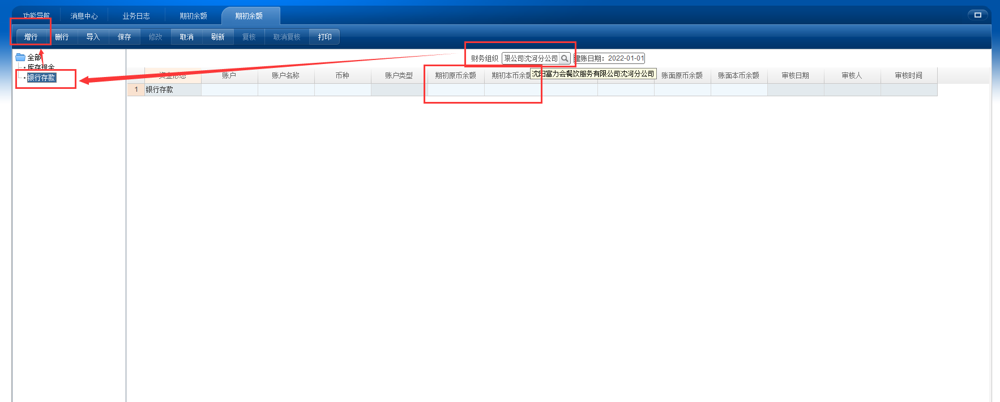 功能导航 消息中心 业务日志 期初余额 期初余额
增行 删行 导入 保存 修改 取消 刷新 复核 取消复核 打印
全部
库存现金
银行存款
财务组织 限公司沈河分公司 建账日期：2022-01-01
沈阳富力会餐饮服务有限公司沈河分公司
资金形态 账户 账户名称 币种 账户类型 期初原币余额 期初本币余额 账面原币余额 账面本币余额 审核日期 审核人 审核时间
1 银行存款